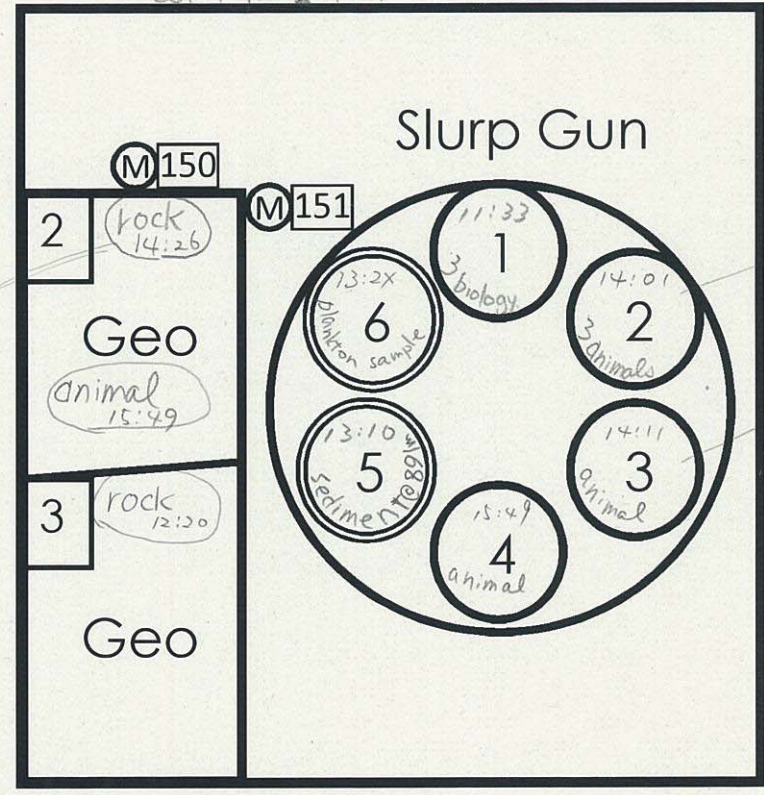 Slurp Gun
M 150
M 151
2
rock
14:26
Geo
animal
15:49
3
rock
12:20
Geo
11:33
1
3 biology
14:01
2
3 animals
14:11
3
animal
15:49
4
animal
13:10
5
sediment@89m
13:2X
6
plankton sample